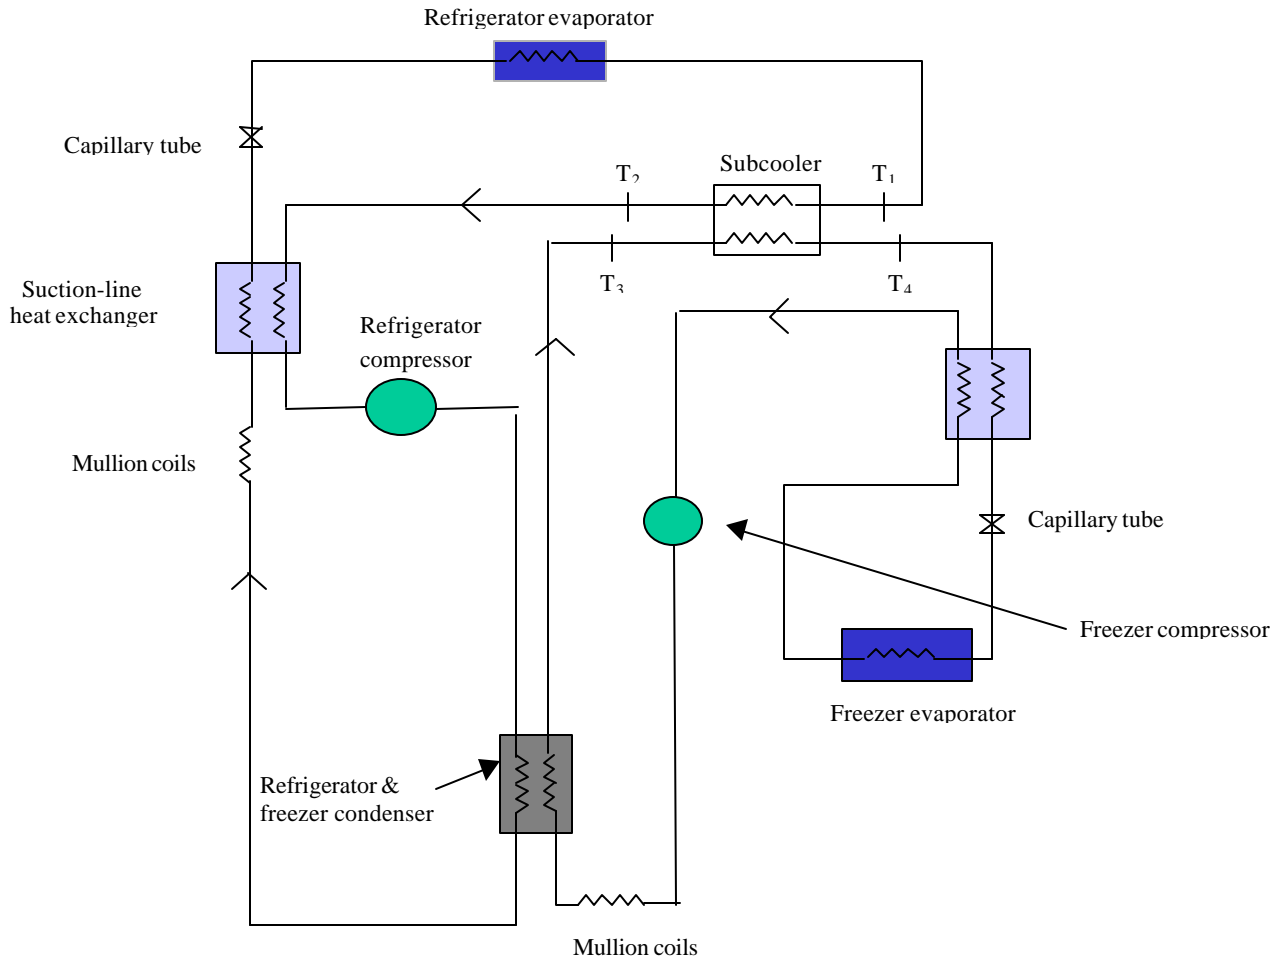 Refrigerator evaporator
Capillary tube
Subcooler
T2
T1
Suction-line
heat exchanger
T3
T4
Refrigerator
compressor
Mullion coils
Capillary tube
Freezer compressor
Freezer evaporator
Refrigerator &
freezer condenser
Mullion coils